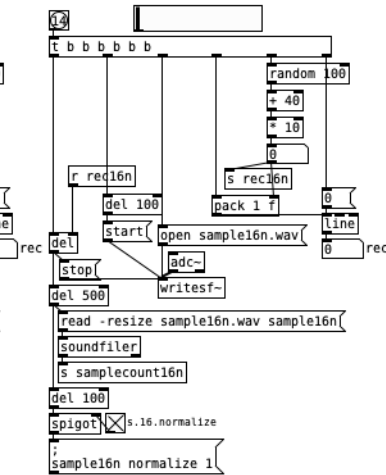 14
t b b b b b b
random 100
+ 40
* 10
0
r rec16n
s rec16n
del 100
pack 1 f
0
start
open sample16n.wav
line
rec
del
adc~
0
rec
stop
writesf~
del 500
read -resize sample16n.wav sample16n
soundfiler
s samplecount16n
del 100
spigot
s.16.normalize
;
sample16n normalize 1